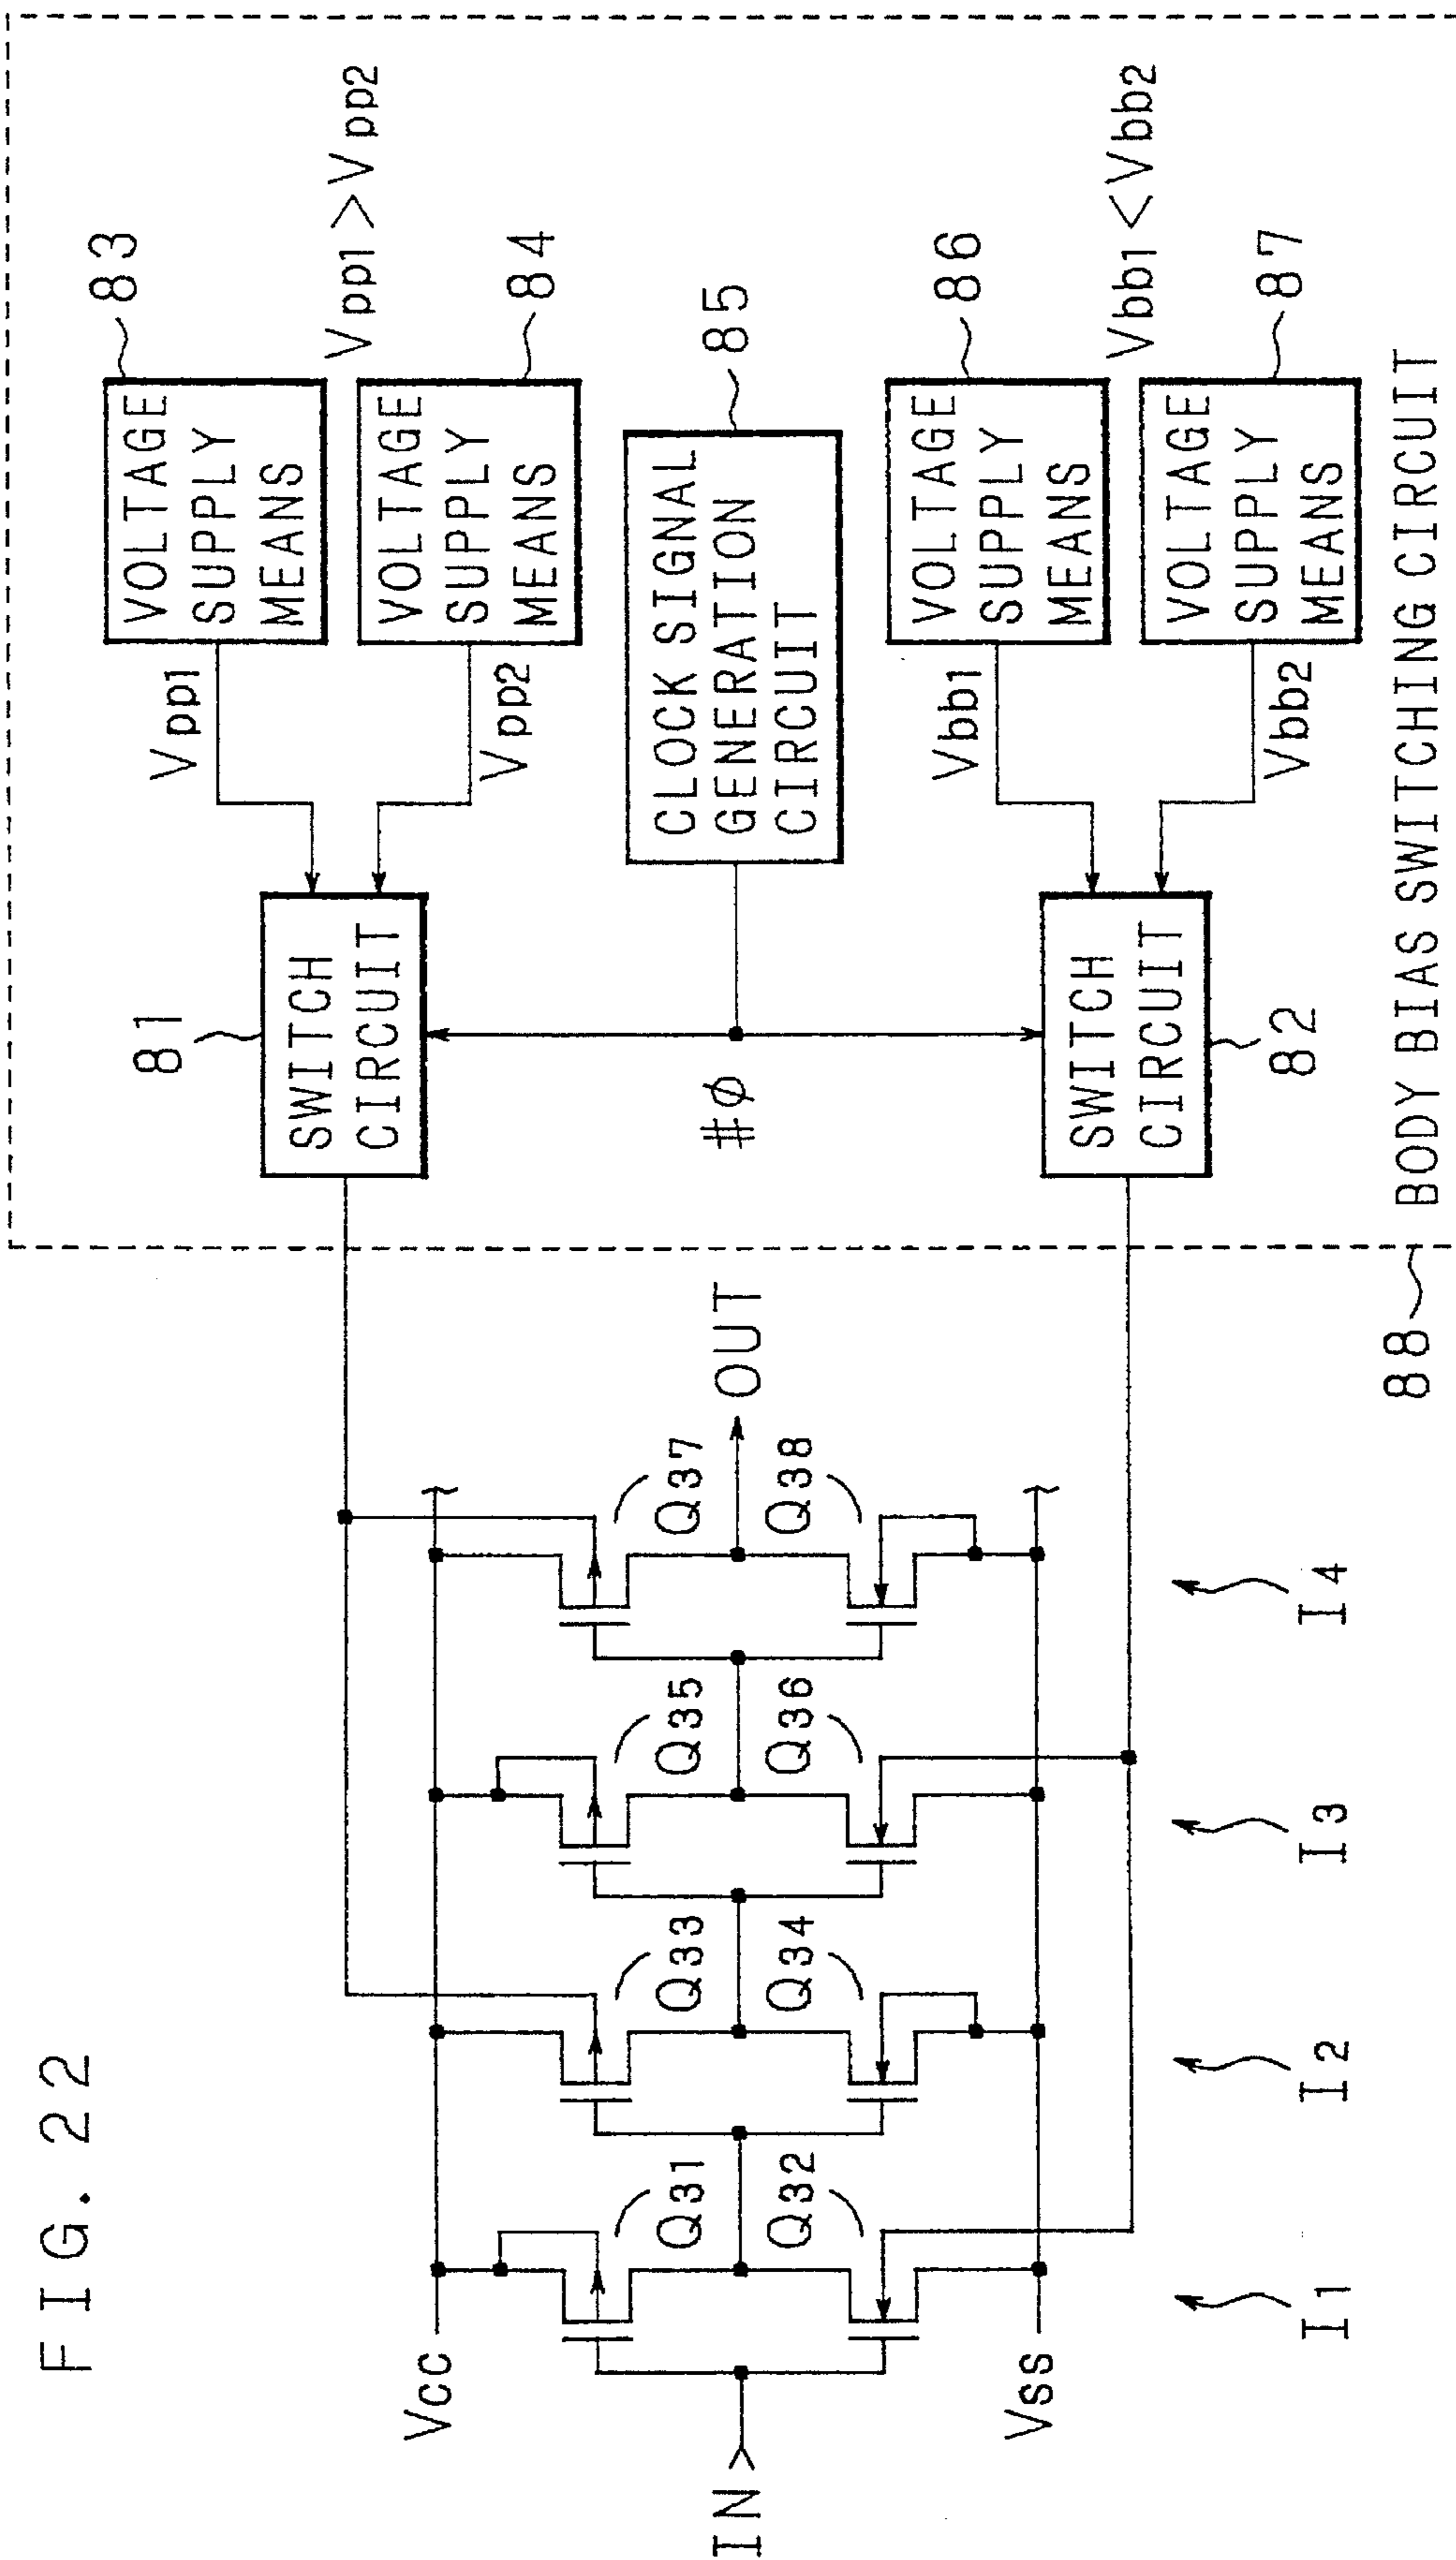 FIG. 22
81
SWITCH
CIRCUIT
Vpp1
Vpp2
VOLTAGE
SUPPLY
MEANS
83
Vpp1 > Vpp2
VOLTAGE
SUPPLY
MEANS
84
#φ
CLOCK SIGNAL
GENERATION
CIRCUIT
85
SWITCH
CIRCUIT
82
Vbb1
Vbb2
VOLTAGE
SUPPLY
MEANS
86
Vbb1 < Vbb2
VOLTAGE
SUPPLY
MEANS
87
88
BODY BIAS SWITCHING CIRCUIT
Vcc
Q31
Q33
Q35
Q37
IN
OUT
Q32
Q34
Q36
Q38
Vss
I1
I2
I3
I4